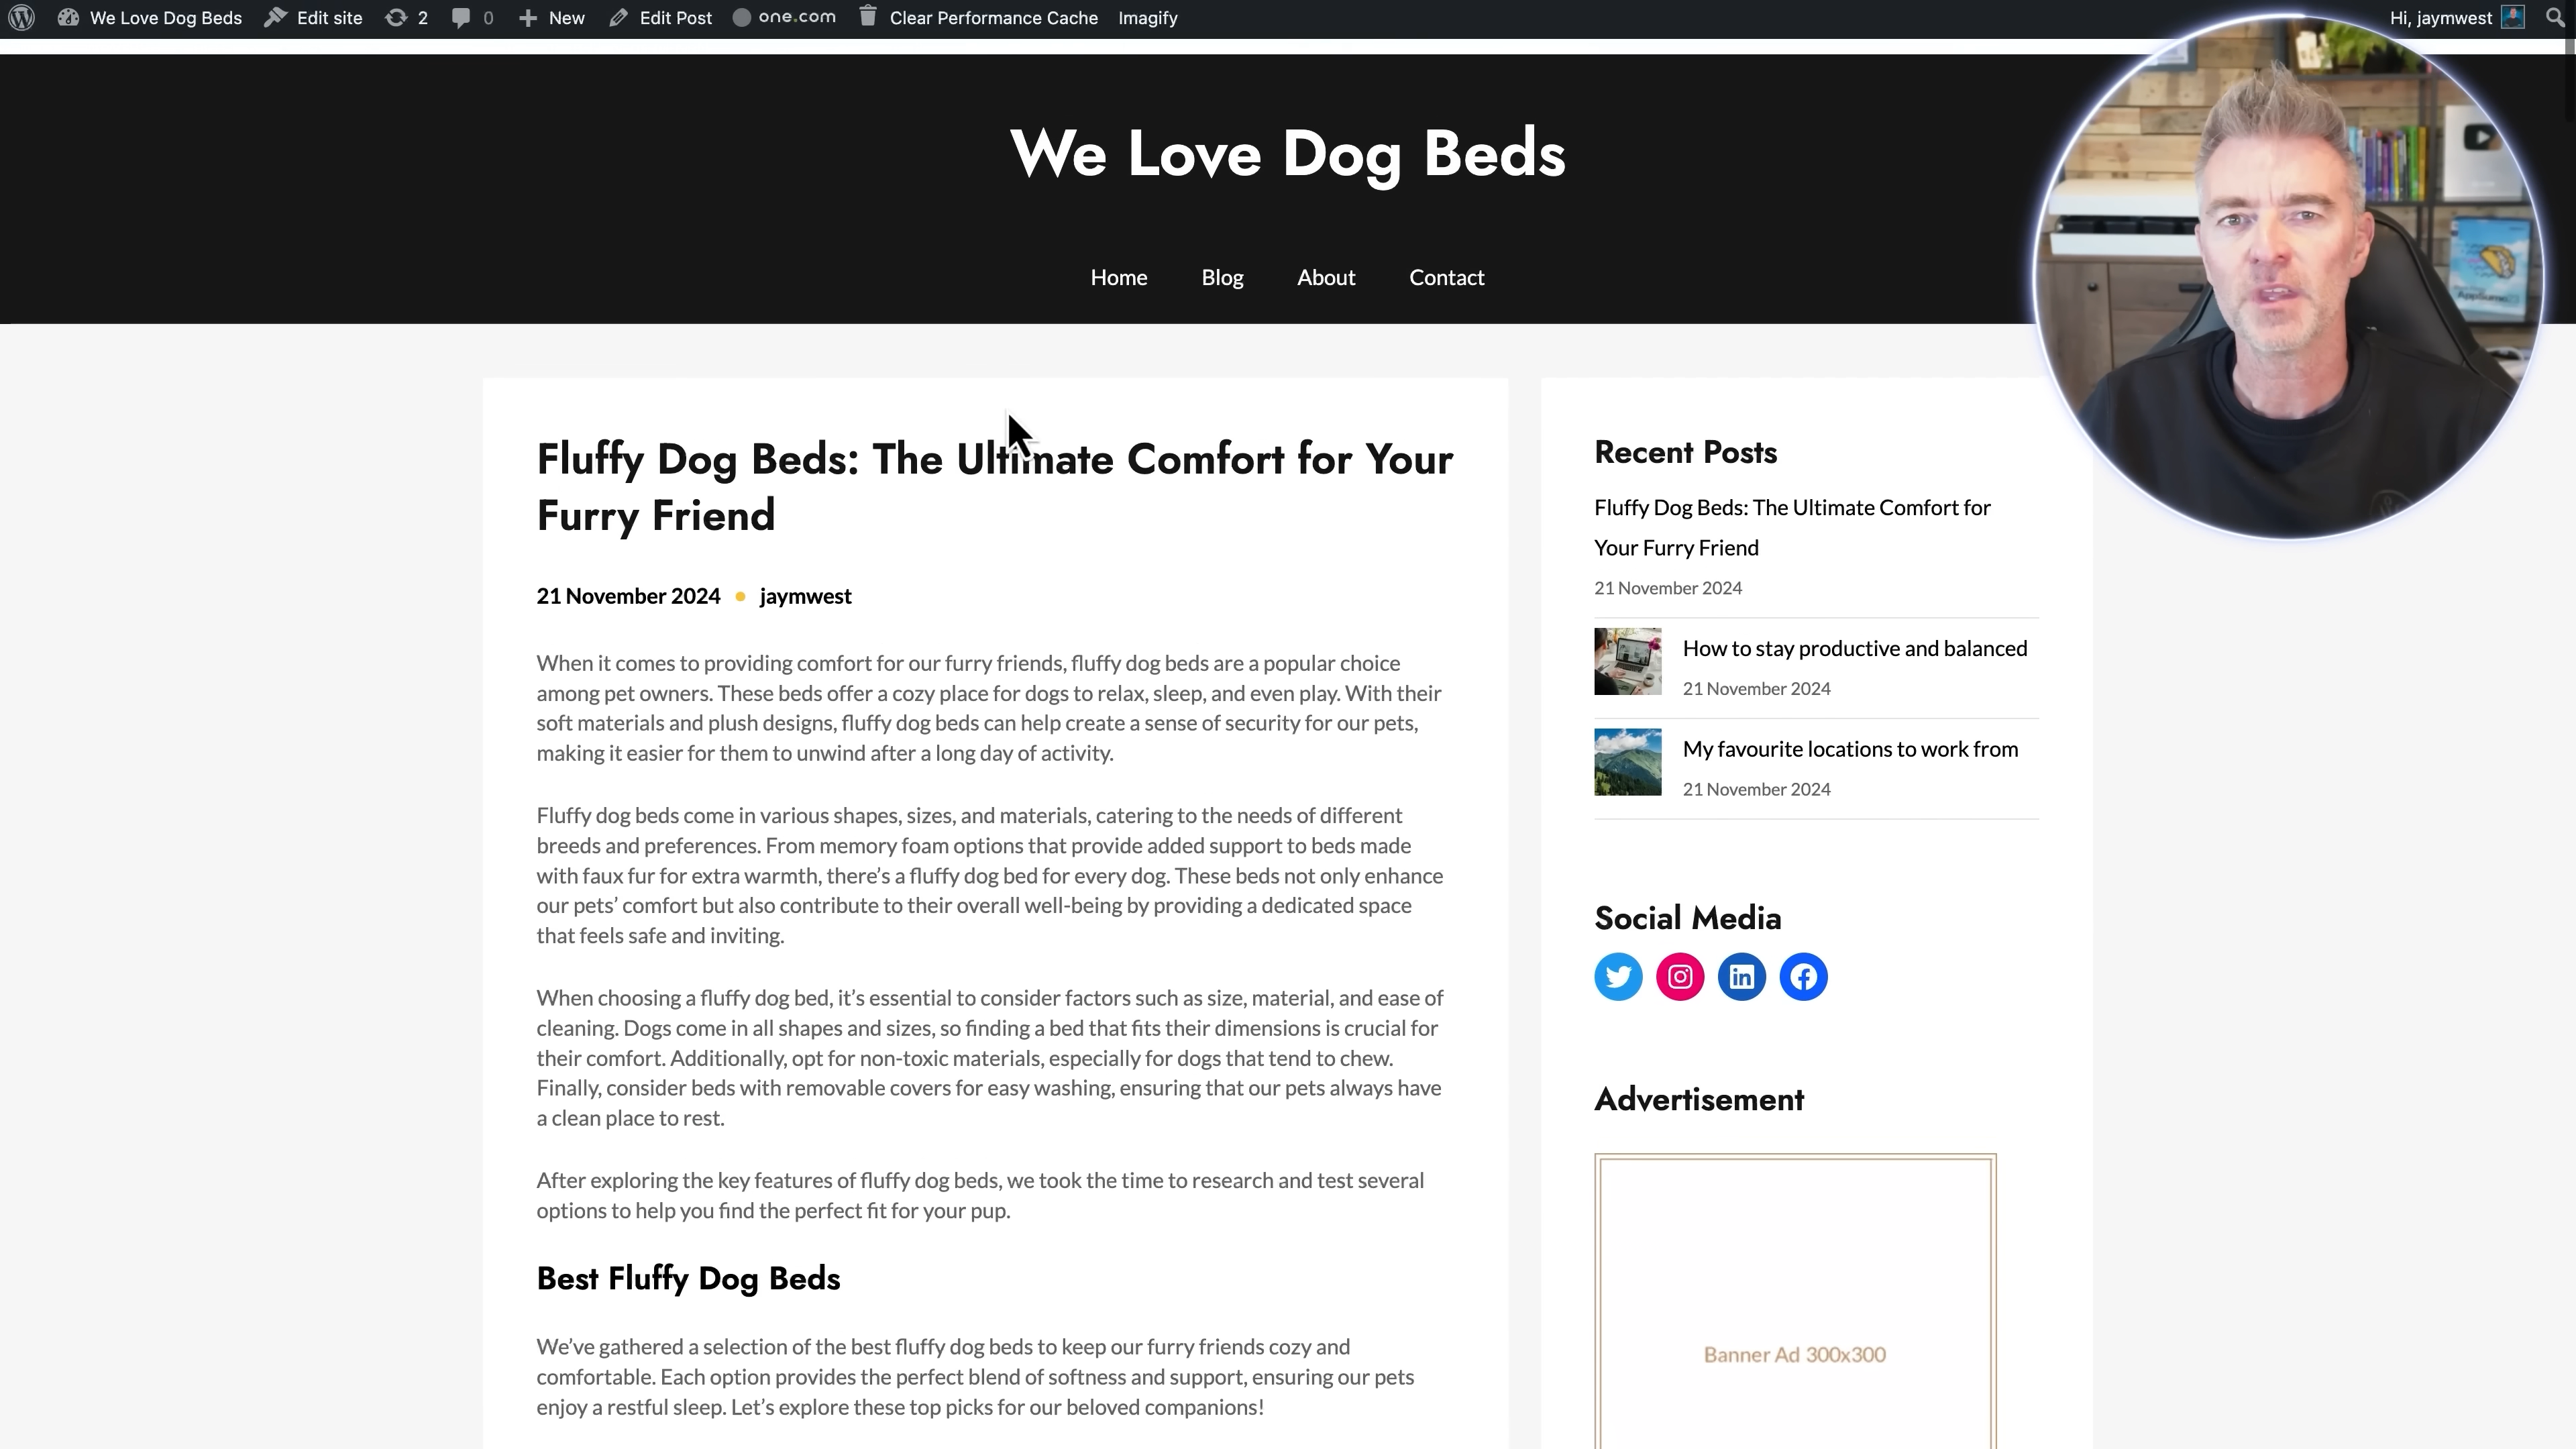 We Love Dog Beds
Edit site
2
0
New
Edit Post
one.com
Clear Performance Cache
Imagify
Hi, jaymwest
We Love Dog Beds
Home
Blog
About
Contact
Fluffy Dog Beds: The Ultimate Comfort for Your
Furry Friend
21 November 2024
jaymwest
When it comes to providing comfort for our furry friends, fluffy dog beds are a popular choice
among pet owners. These beds offer a cozy place for dogs to relax, sleep, and even play. With their
soft materials and plush designs, fluffy dog beds can help create a sense of security for our pets,
making it easier for them to unwind after a long day of activity.
Fluffy dog beds come in various shapes, sizes, and materials, catering to the needs of different
breeds and preferences. From memory foam options that provide added support to beds made
with faux fur for extra warmth, there's a fluffy dog bed for every dog. These beds not only enhance
our pets' comfort but also contribute to their overall well-being by providing a dedicated space
that feels safe and inviting.
When choosing a fluffy dog bed, it's essential to consider factors such as size, material, and ease of
cleaning. Dogs come in all shapes and sizes, so finding a bed that fits their dimensions is crucial for
their comfort. Additionally, opt for non-toxic materials, especially for dogs that tend to chew.
Finally, consider beds with removable covers for easy washing, ensuring that our pets always have
a clean place to rest.
After exploring the key features of fluffy dog beds, we took the time to research and test several
options to help you find the perfect fit for your pup.
Best Fluffy Dog Beds
We've gathered a selection of the best fluffy dog beds to keep our furry friends cozy and
comfortable. Each option provides the perfect blend of softness and support, ensuring our pets
enjoy a restful sleep. Let's explore these top picks for our beloved companions!
Recent Posts
Fluffy Dog Beds: The Ultimate Comfort for
Your Furry Friend
21 November 2024
How to stay productive and balanced
21 November 2024
My favourite locations to work from
21 November 2024
Social Media
Advertisement
Banner Ad 300x300
AppSumo